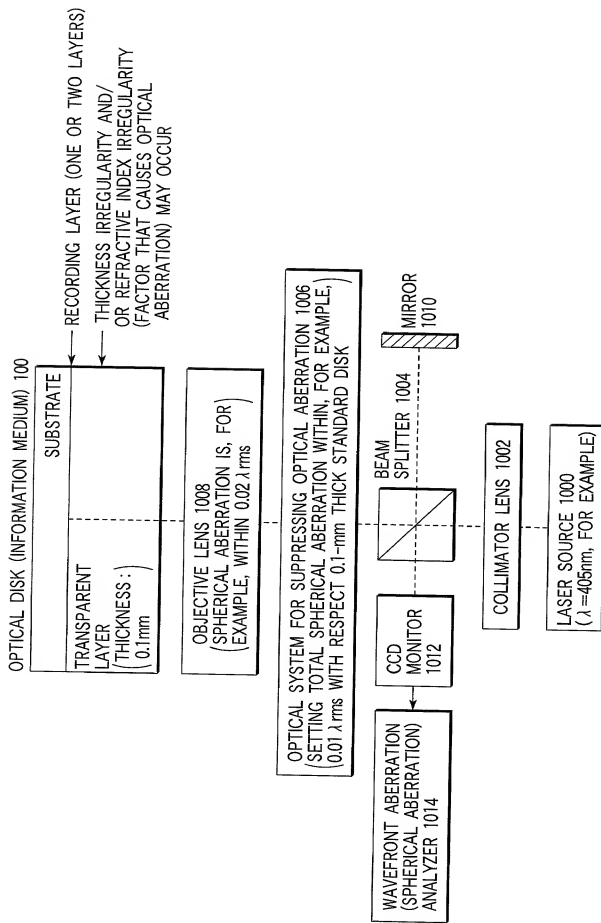 OPTICAL DISK (INFORMATION MEDIUM) 100
SUBSTRATE
TRANSPARENT
LAYER
(THICKNESS :
0.1mm)
RECORDING LAYER (ONE OR TWO LAYERS)
THICKNESS IRREGULARITY AND/
OR REFRACTIVE INDEX IRREGULARITY
(FACTOR THAT CAUSES OPTICAL
ABERRATION) MAY OCCUR
OBJECTIVE LENS 1008
(SPHERICAL ABERRATION IS, FOR
EXAMPLE, WITHIN 0.02 λ rms)
OPTICAL SYSTEM FOR SUPPRESSING OPTICAL ABERRATION 1006
(SETTING TOTAL SPHERICAL ABERRATION WITHIN, FOR EXAMPLE,
0.01 λ rms WITH RESPECT 0.1-mm THICK STANDARD DISK)
WAVEFRONT ABERRATION
(SPHERICAL ABERRATION)
ANALYZER 1014
CCD
MONITOR
1012
BEAM
SPLITTER 1004
MIRROR
1010
COLLIMATOR LENS 1002
LASER SOURCE 1000
(λ =405nm, FOR EXAMPLE)